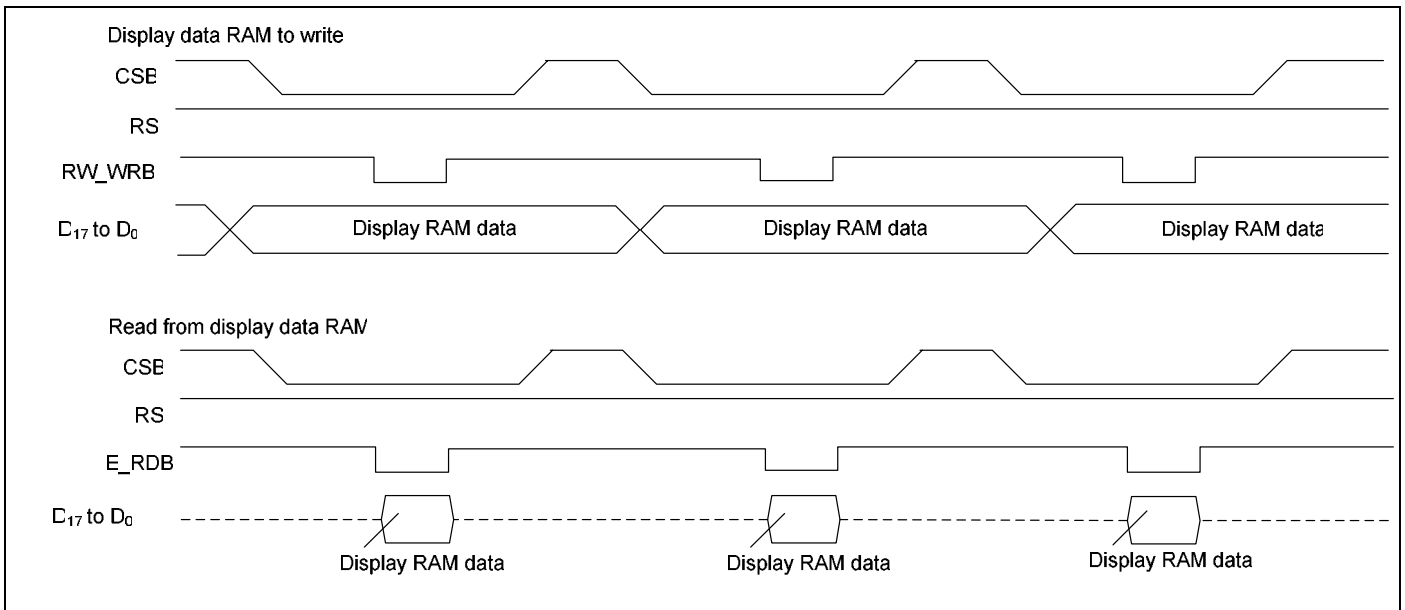 Display data RAM to write
CSB
RS
RW_WRB
D17 to D0 Display RAM data Display RAM data Display RAM data
Read from display data RAM
CSB
RS
E_RDB
D17 to D0
Display RAM data Display RAM data Display RAM data